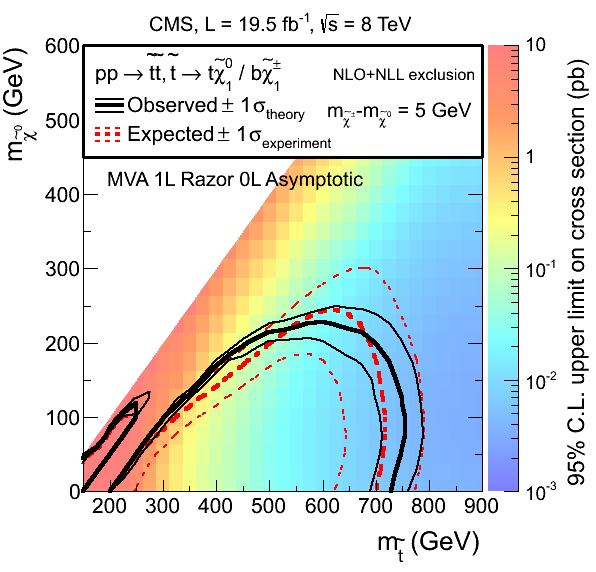 CMS, L = 19.5 fb⁻¹, √s = 8 TeV
pp → t̃t̃, t̃ → tχ̃⁰₁ / bχ̃±₁
NLO+NLL exclusion
Observed ± 1σtheory
mχ̃±-mχ̃⁰ = 5 GeV
Expected ± 1σexperiment
MVA 1L Razor 0L Asymptotic
mχ̃⁰ (GeV)
600
500
400
300
200
100
0
200 300 400 500 600 700 800 900
mt̃ (GeV)
10
1
10⁻¹
10⁻²
10⁻³
95% C.L. upper limit on cross section (pb)